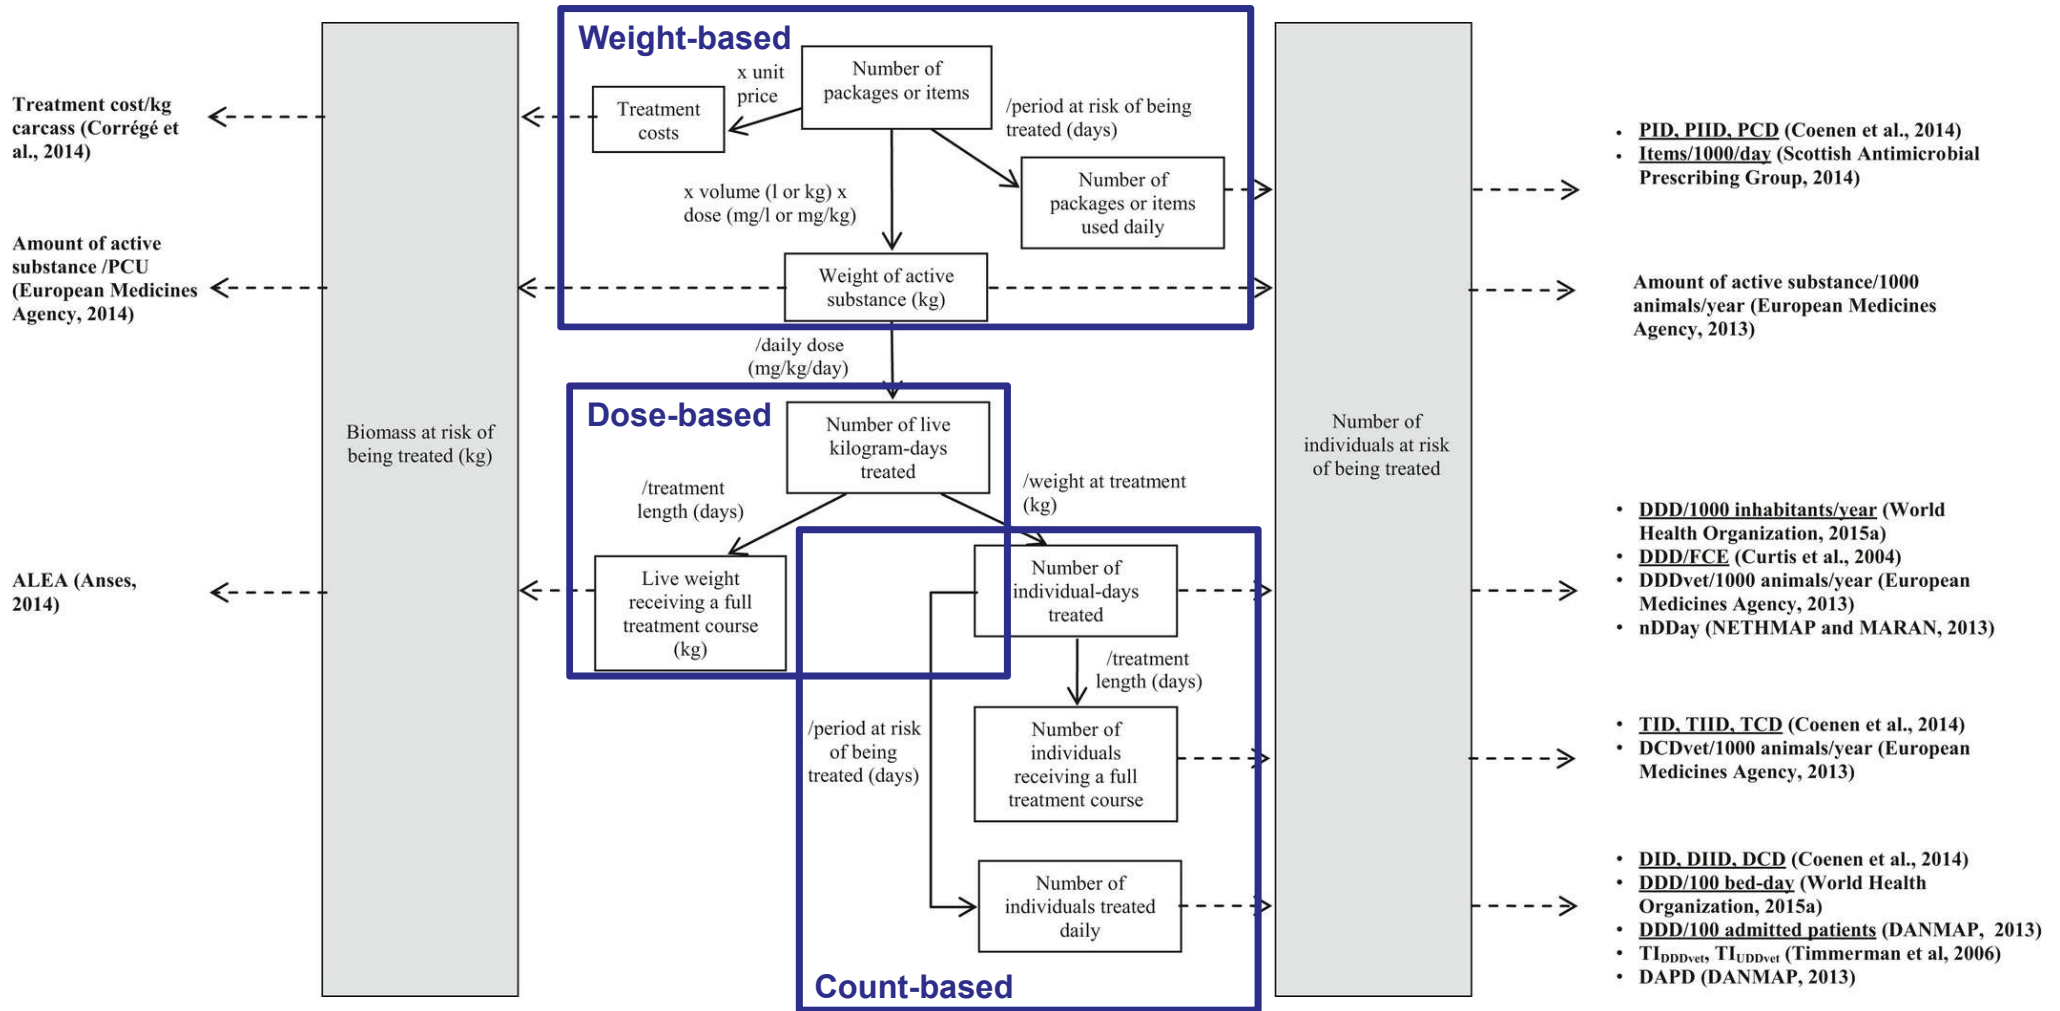 Weight-based
Treatment cost/kg
carcass (Corrégé et
al., 2014)
Amount of active
substance /PCU
(European Medicines
Agency, 2014)
ALEA (Anses,
2014)
Biomass at risk of
being treated (kg)
Number of
packages or items
x unit
price
Treatment
costs
/period at risk of being
treated (days)
Number of
packages or items
used daily
x volume (l or kg) x
dose (mg/l or mg/kg)
Weight of active
substance (kg)
/daily dose
(mg/kg/day)
Dose-based
Number of live
kilogram-days
treated
/treatment
length (days)
/weight at treatment
(kg)
Live weight
receiving a full
treatment course
(kg)
Number of
individual-days
treated
/treatment
length (days)
/period at risk
of being
treated (days)
Number of
individuals
receiving a full
treatment course
Number of
individuals treated
daily
Count-based
Number of
individuals at risk
of being treated
• PID, PIID, PCD (Coenen et al., 2014)
• Items/1000/day (Scottish Antimicrobial
Prescribing Group, 2014)
Amount of active substance/1000
animals/year (European Medicines
Agency, 2013)
• DDD/1000 inhabitants/year (World
Health Organization, 2015a)
• DDD/FCE (Curtis et al., 2004)
• DDDvet/1000 animals/year (European
Medicines Agency, 2013)
• nDDay (NETHMAP and MARAN, 2013)
• TID, TIID, TCD (Coenen et al., 2014)
• DCDvet/1000 animals/year (European
Medicines Agency, 2013)
• DID, DIID, DCD (Coenen et al., 2014)
• DDD/100 bed-day (World Health
Organization, 2015a)
• DDD/100 admitted patients (DANMAP, 2013)
• TIDDDvet, TIUDDvet (Timmerman et al, 2006)
• DAPD (DANMAP, 2013)